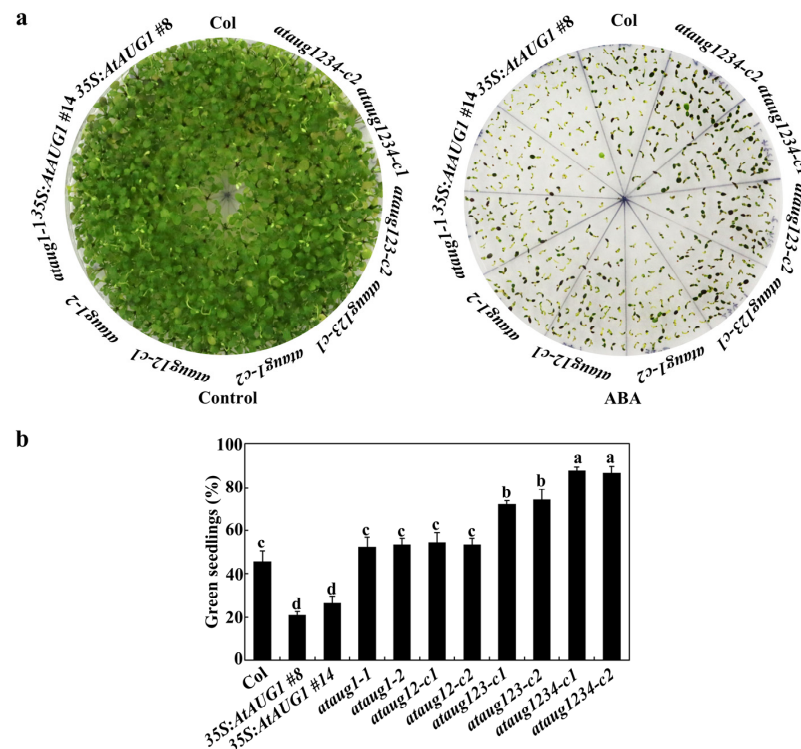 a
Col
35S:AtAUG1 #8
ataug1234-c2
35S:AtAUG1 #14
ataug1234-c1
ataug1-1
ataug123-c2
ataug1-2
ataug123-c1
ataug12-c1
ataug1-c2
Control
Col
35S:AtAUG1 #8
ataug1234-c2
35S:AtAUG1 #14
ataug1234-c1
ataug1-1
ataug123-c2
ataug1-2
ataug123-c1
ataug12-c1
ataug1-c2
ABA
b
Green seedlings (%)
100
80
60
40
20
0
c d d c c c c b b a a
Col
35S:AtAUG1 #8
35S:AtAUG1 #14
ataug1-1
ataug1-2
ataug12-c1
ataug12-c2
ataug123-c1
ataug123-c2
ataug1234-c1
ataug1234-c2